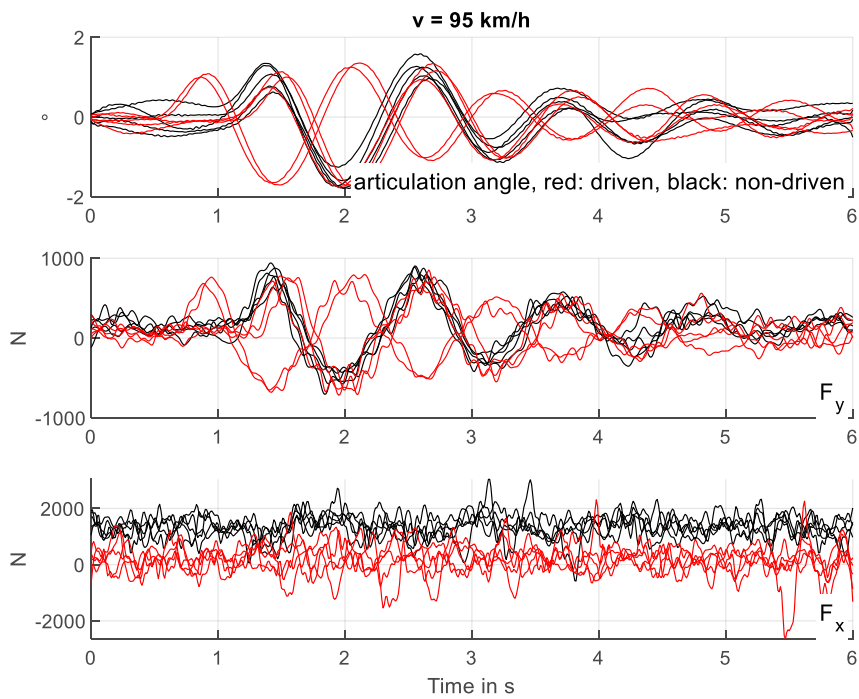 v = 95 km/h
2
°
0
-2
articulation angle, red: driven, black: non-driven
0 1 2 3 4 5 6
1000
N
0
-1000
F_y
0 1 2 3 4 5 6
2000
N
0
-2000
F_x
0 1 2 3 4 5 6
Time in s